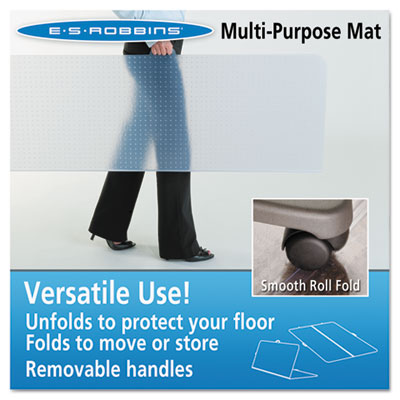 E·S·ROBBINS®
Multi-Purpose Mat
Smooth Roll Fold
Versatile Use!
Unfolds to protect your floor
Folds to move or store
Removable handles